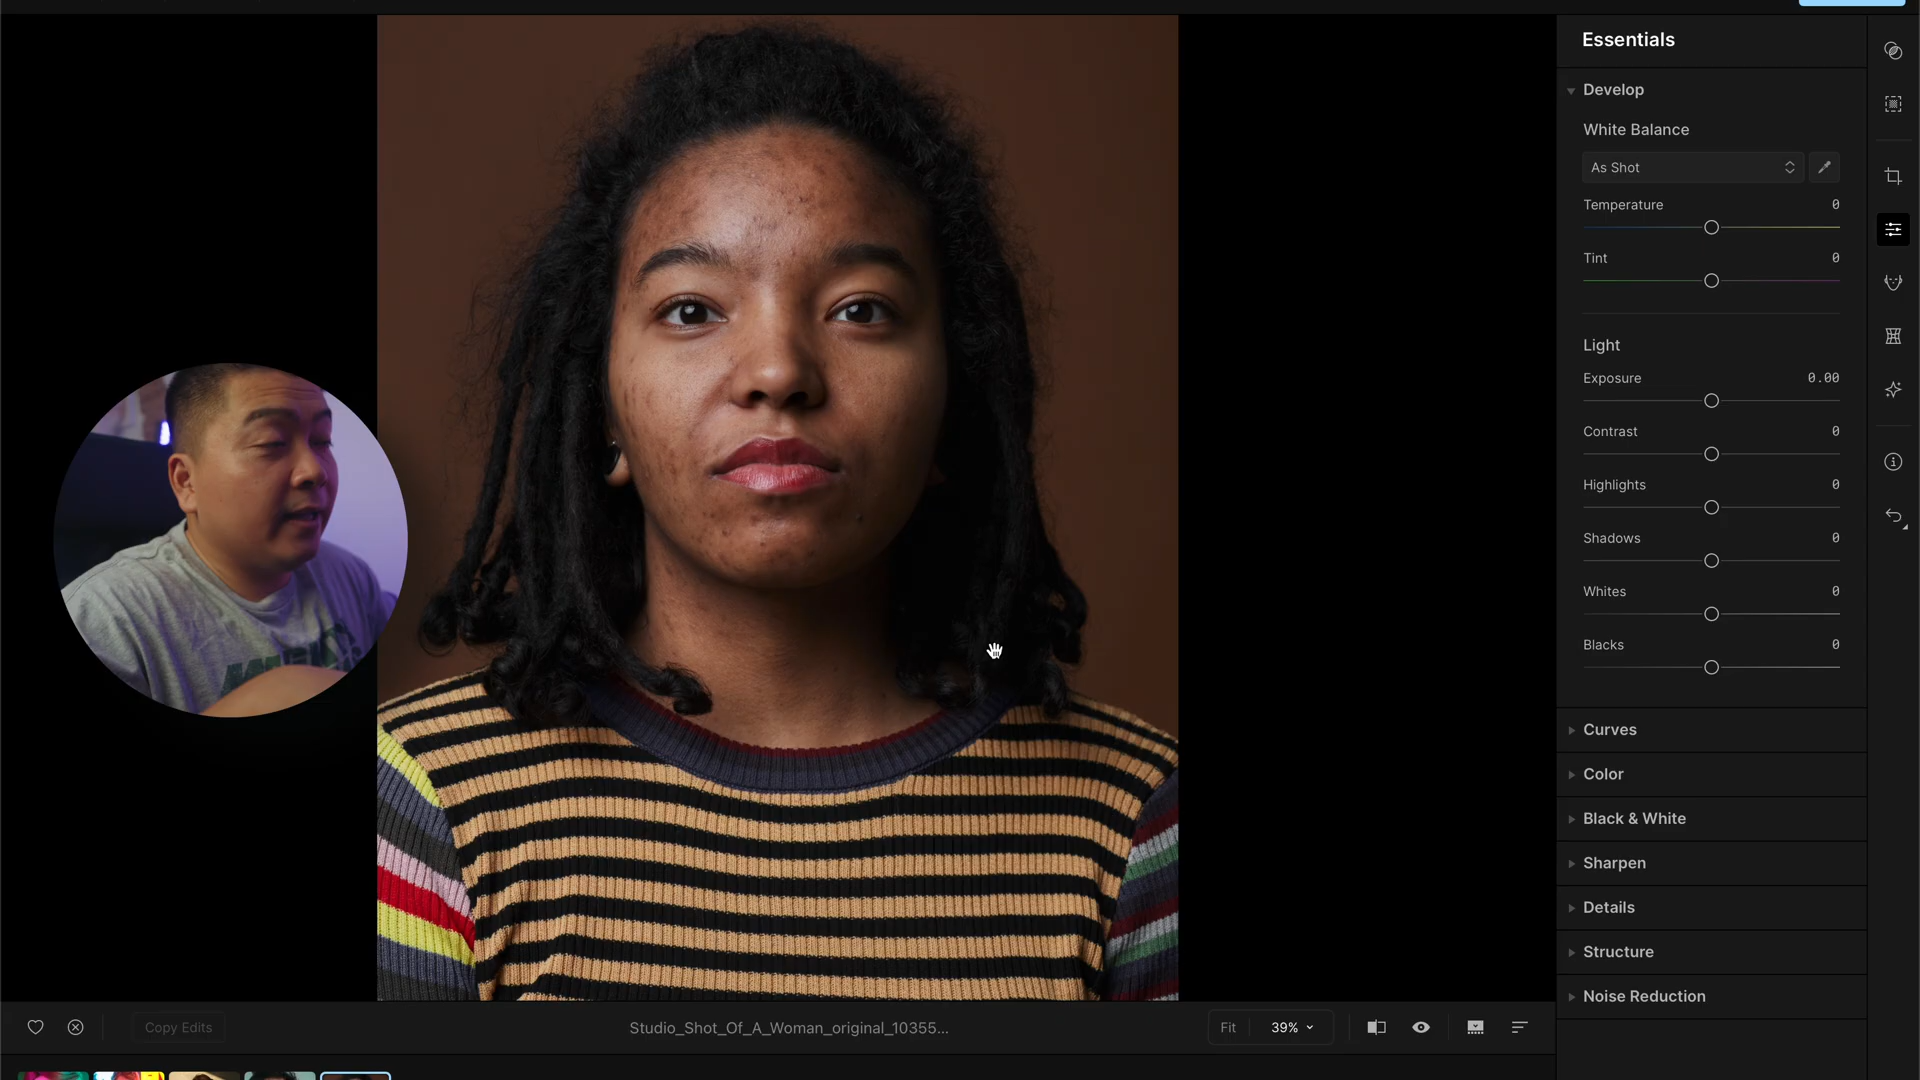 Essentials
Develop
White Balance
As Shot
Temperature 0
Tint 0
Light
Exposure 0.00
Contrast 0
Highlights 0
Shadows 0
Whites 0
Blacks 0
Curves
Color
Black & White
Sharpen
Details
Structure
Noise Reduction
Copy Edits
Studio_Shot_Of_A_Woman_original_10355...
Fit
39%